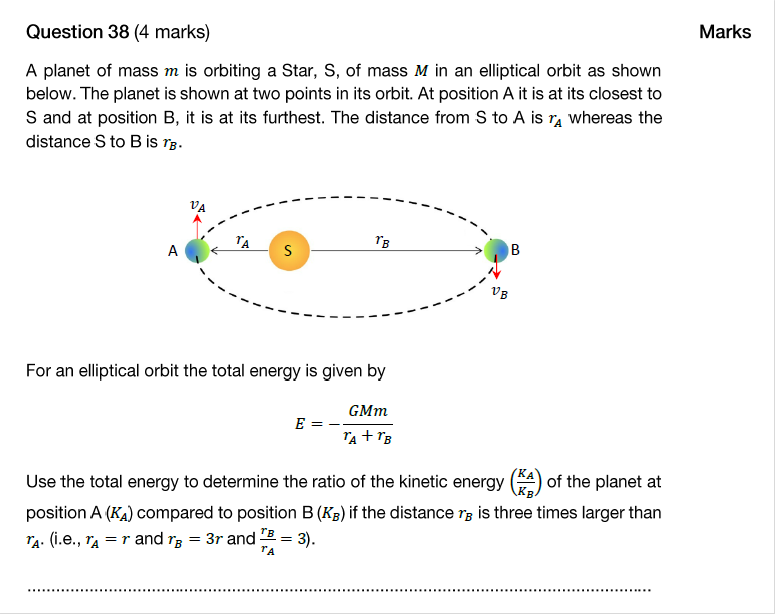 Question 38 (4 marks) Marks
A planet of mass m is orbiting a Star, S, of mass M in an elliptical orbit as shown
below. The planet is shown at two points in its orbit. At position A it is at its closest to
S and at position B, it is at its furthest. The distance from S to A is r_A whereas the
distance S to B is r_B.
v_A
A r_A S r_B B
v_B
For an elliptical orbit the total energy is given by
E = − GMm / (r_A + r_B)
Use the total energy to determine the ratio of the kinetic energy (K_A/K_B) of the planet at
position A (K_A) compared to position B (K_B) if the distance r_B is three times larger than
r_A. (i.e., r_A = r and r_B = 3r and r_B/r_A = 3).